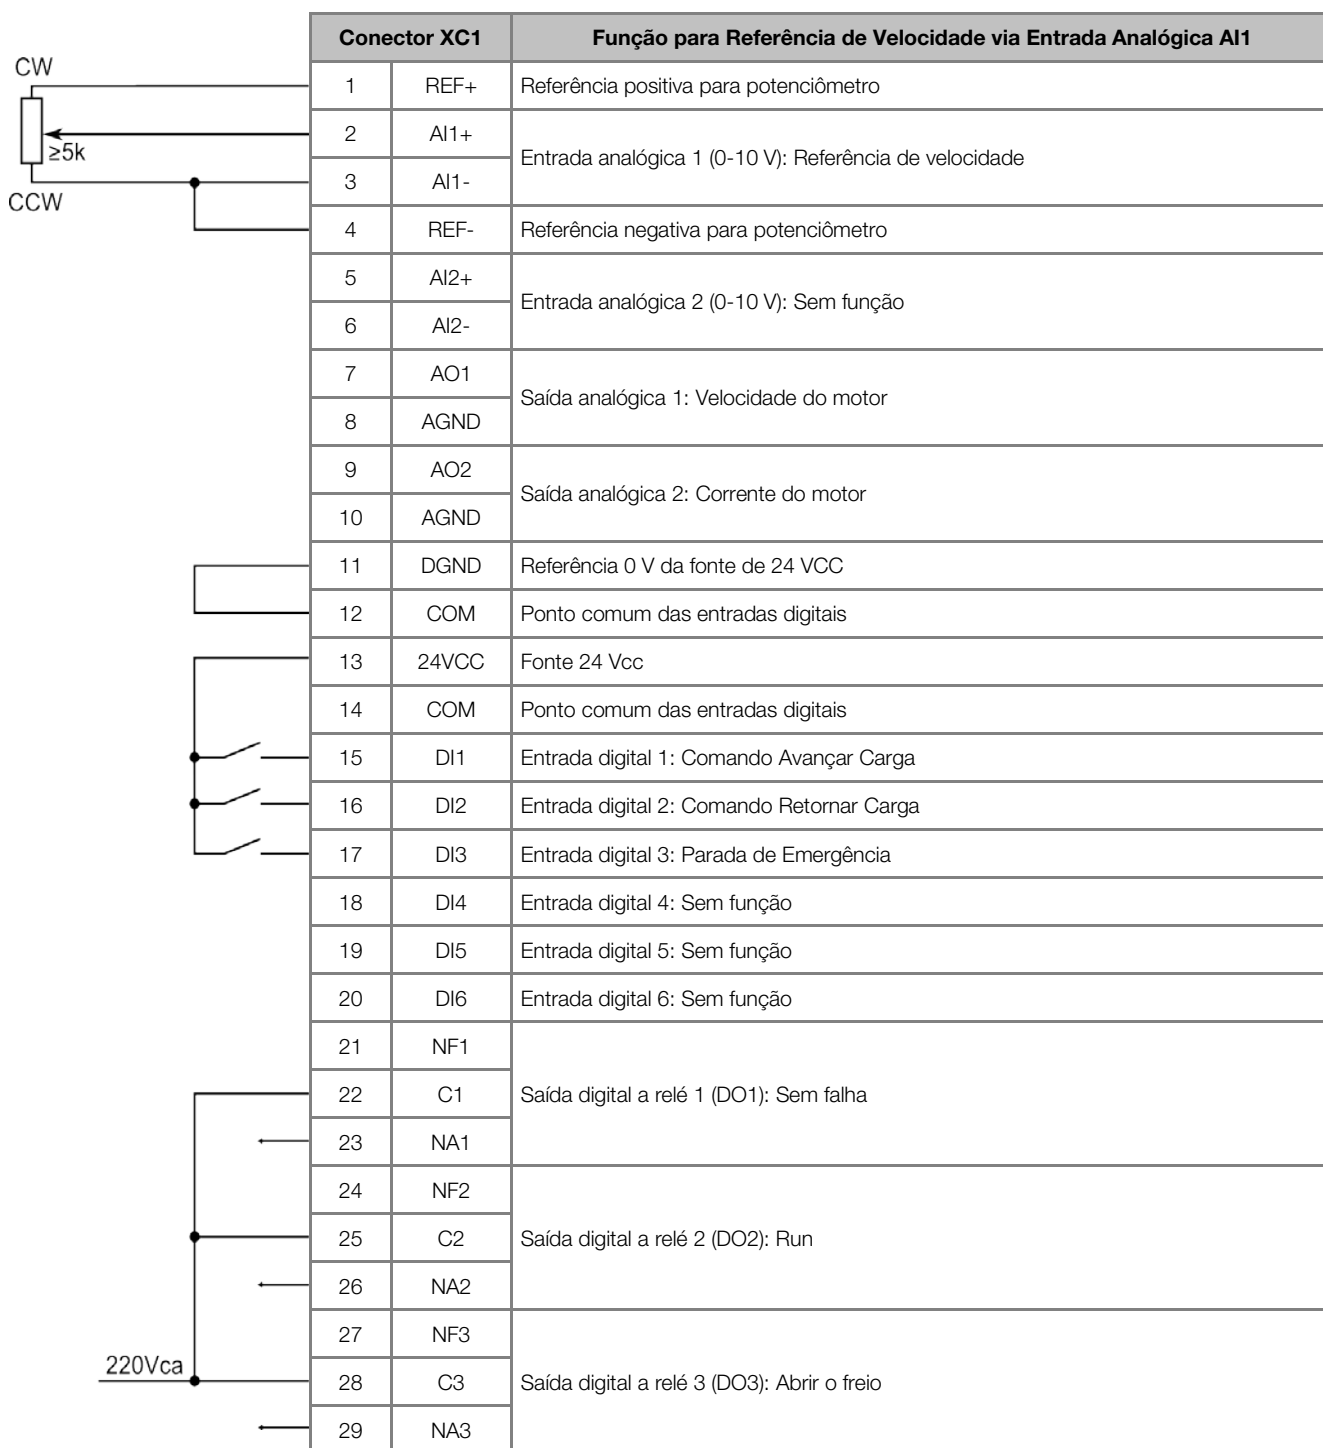 Conector XC1 Função para Referência de Velocidade via Entrada Analógica AI1
CW
1 REF+ Referência positiva para potenciômetro
2 AI1+
≥5k
Entrada analógica 1 (0-10 V): Referência de velocidade
3 AI1-
CCW
4 REF- Referência negativa para potenciômetro
5 AI2+
Entrada analógica 2 (0-10 V): Sem função
6 AI2-
7 AO1
Saída analógica 1: Velocidade do motor
8 AGND
9 AO2
Saída analógica 2: Corrente do motor
10 AGND
11 DGND Referência 0 V da fonte de 24 VCC
12 COM Ponto comum das entradas digitais
13 24VCC Fonte 24 Vcc
14 COM Ponto comum das entradas digitais
15 DI1 Entrada digital 1: Comando Avançar Carga
16 DI2 Entrada digital 2: Comando Retornar Carga
17 DI3 Entrada digital 3: Parada de Emergência
18 DI4 Entrada digital 4: Sem função
19 DI5 Entrada digital 5: Sem função
20 DI6 Entrada digital 6: Sem função
21 NF1
22 C1 Saída digital a relé 1 (DO1): Sem falha
23 NA1
24 NF2
25 C2 Saída digital a relé 2 (DO2): Run
26 NA2
27 NF3
220Vca
28 C3 Saída digital a relé 3 (DO3): Abrir o freio
29 NA3